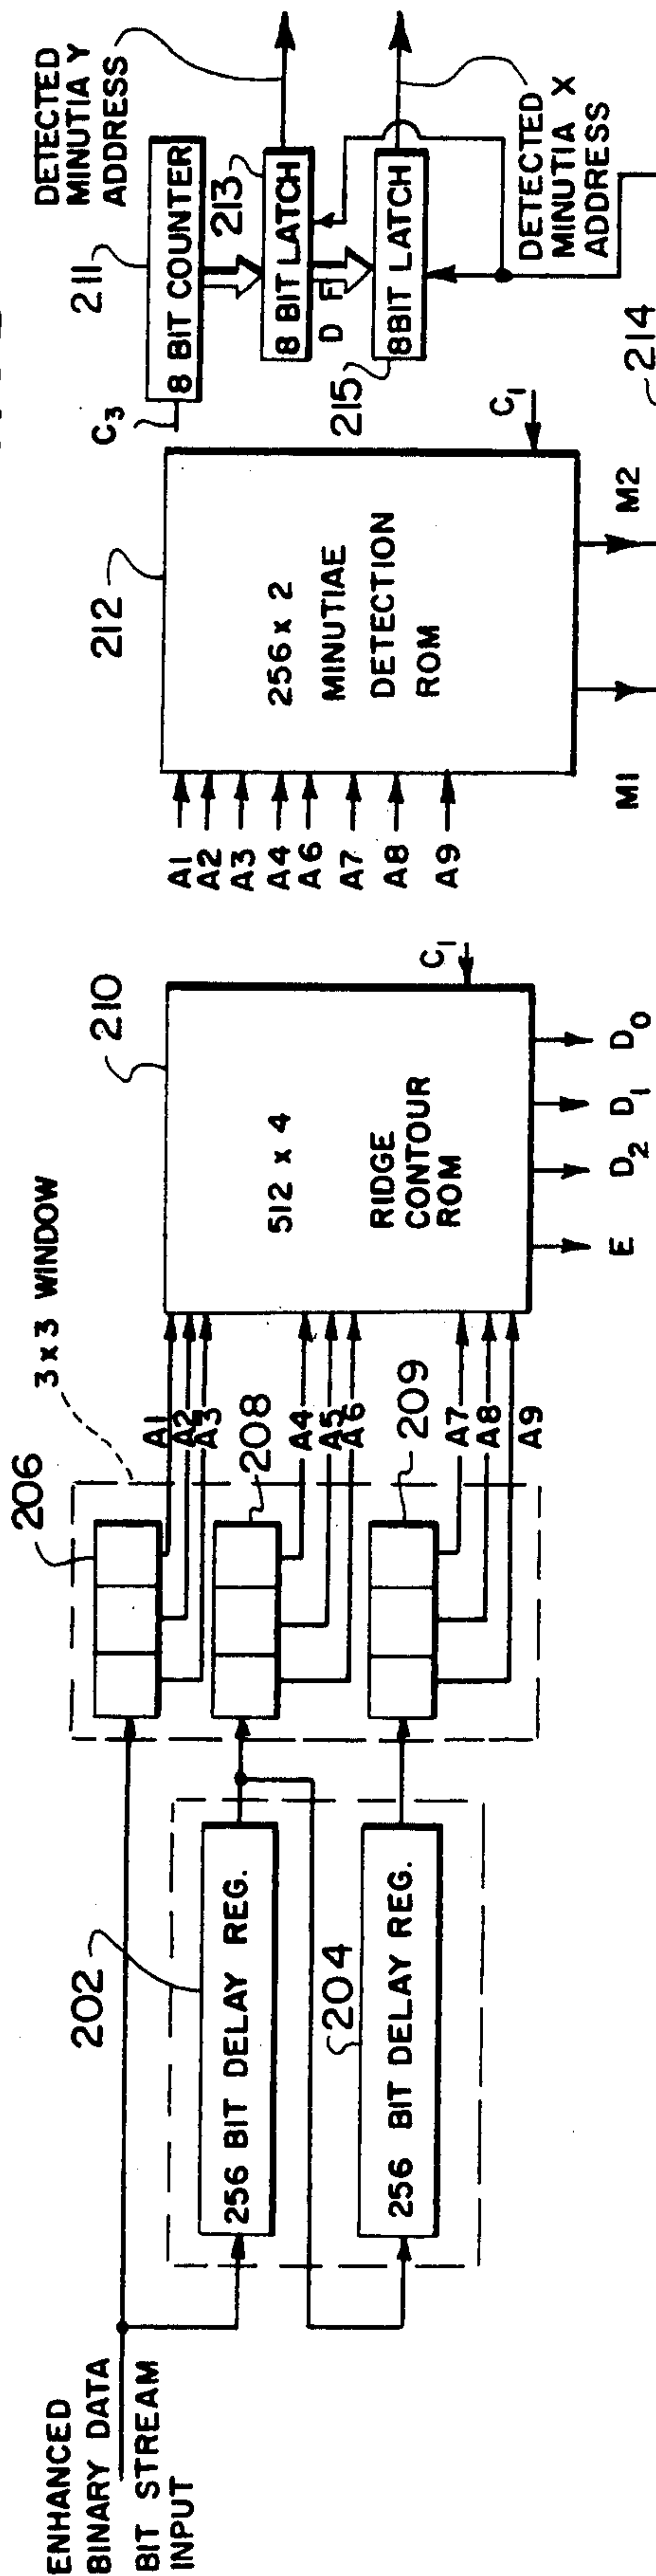 ENHANCED
BINARY DATA
BIT STREAM
INPUT
202
256 BIT DELAY REG.
204
256 BIT DELAY REG.
206
3 x 3 WINDOW
208
209
A1
A2
A3
A4
A5
A6
A7
A8
A9
210
512 x 4
RIDGE
CONTOUR
ROM
C1
E
D2
D1
D0
A1
A2
A3
A4
A6
A7
A8
A9
212
256 x 2
MINUTIAE
DETECTION
ROM
C1
M1
M2
214
C3
211
8 BIT COUNTER
213
8 BIT LATCH
D F
215
8BIT LATCH
DETECTED
MINUTIA Y
ADDRESS
DETECTED
MINUTIA X
ADDRESS